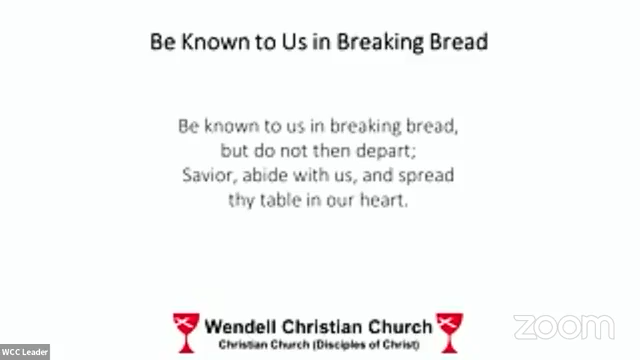 Be Known to Us in Breaking Bread
Be known to us in breaking bread,
but do not then depart;
Savior, abide with us, and spread
thy table in our heart.
Wendell Christian Church
Christian Church (Disciples of Christ)
zoom
WCC Leader